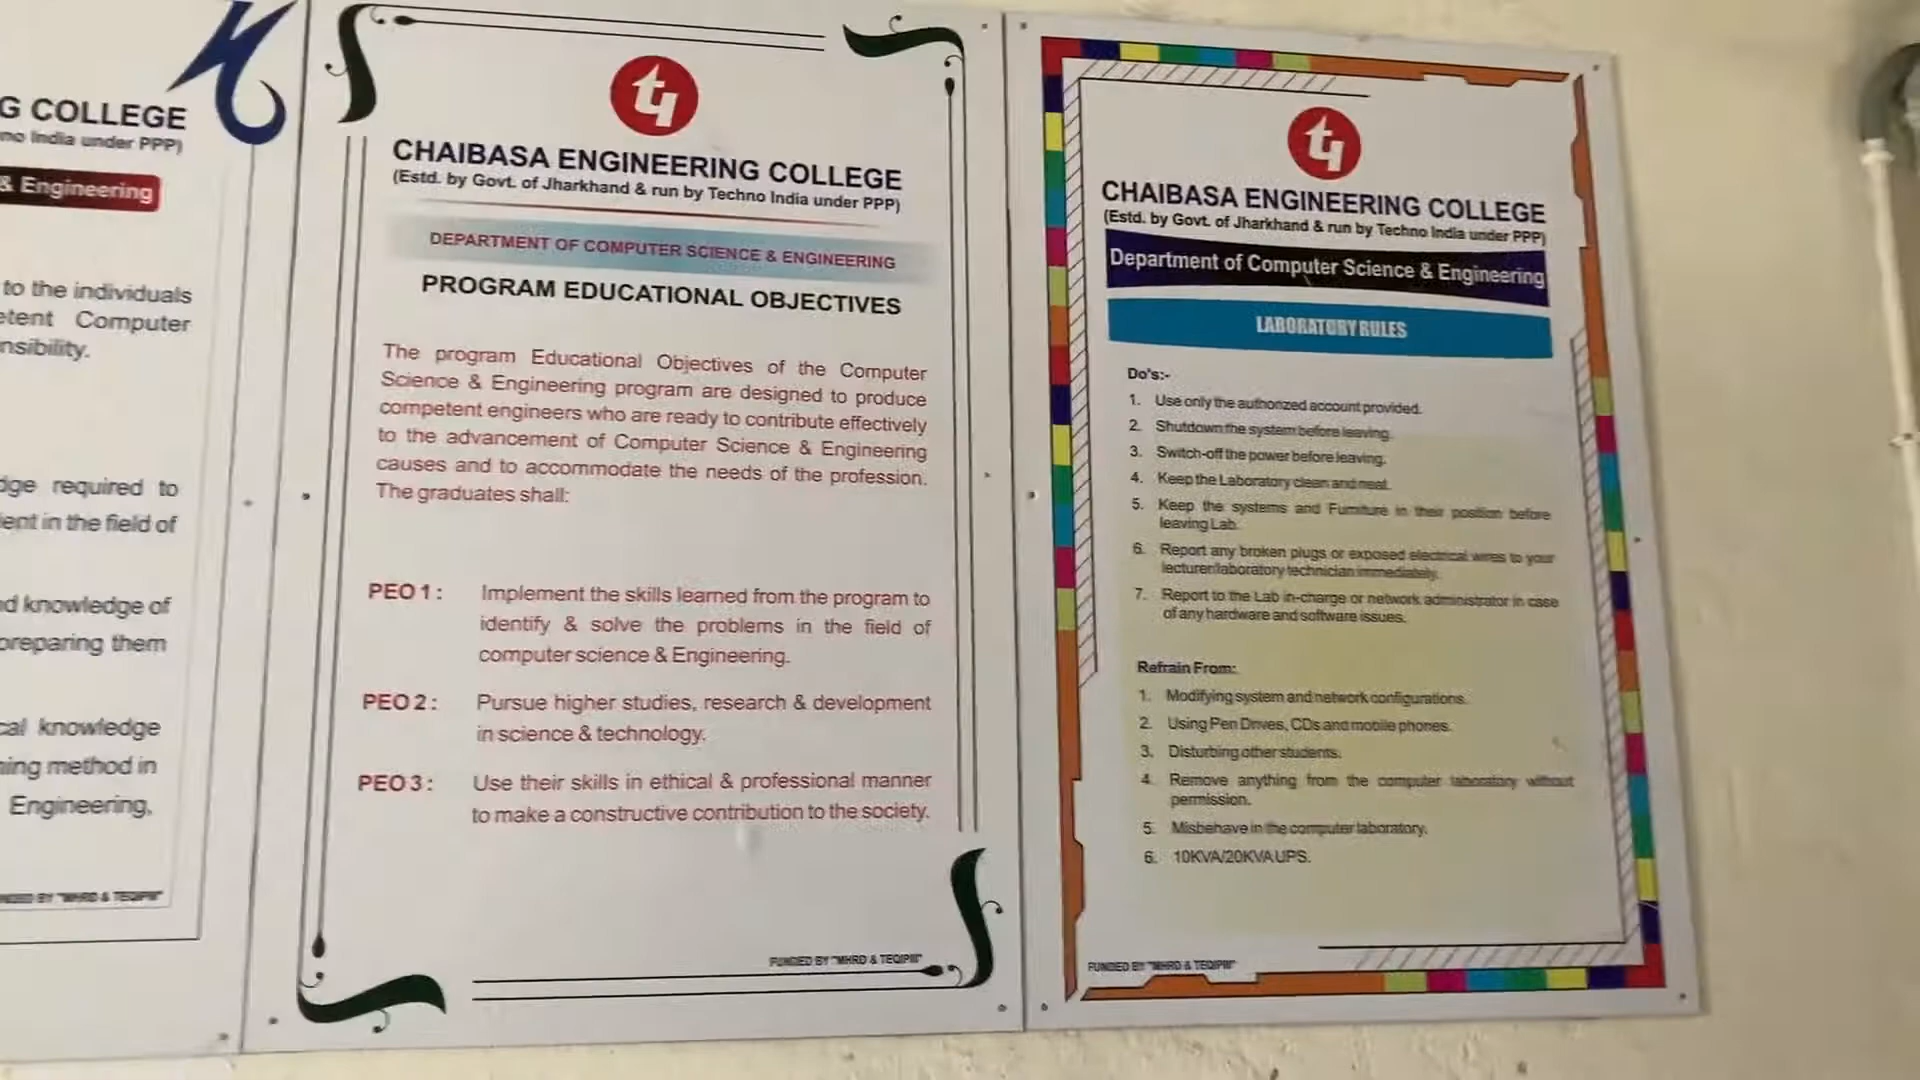 G COLLEGE
no India under PPP)
& Engineering
to the individuals
etent Computer
nsibility.
dge required to
ient in the field of
nd knowledge of
preparing them
cal knowledge
ning method in
Engineering,
NDED BY "MHRD & TEQIPIII"
CHAIBASA ENGINEERING COLLEGE
(Estd. by Govt. of Jharkhand & run by Techno India under PPP)
DEPARTMENT OF COMPUTER SCIENCE & ENGINEERING
PROGRAM EDUCATIONAL OBJECTIVES
The program Educational Objectives of the Computer
Science & Engineering program are designed to produce
competent engineers who are ready to contribute effectively
to the advancement of Computer Science & Engineering
causes and to accommodate the needs of the profession.
The graduates shall:
PEO 1 : Implement the skills learned from the program to
identify & solve the problems in the field of
computer science & Engineering.
PEO 2 : Pursue higher studies, research & development
in science & technology.
PEO 3 : Use their skills in ethical & professional manner
to make a constructive contribution to the society.
FUNDED BY "MHRD & TEQIPIII"
CHAIBASA ENGINEERING COLLEGE
(Estd. by Govt. of Jharkhand & run by Techno India under PPP)
Department of Computer Science & Engineering
LABORATORY RULES
Do's:-
1. Use only the authorized account provided.
2. Shutdown the system before leaving.
3. Switch-off the power before leaving.
4. Keep the Laboratory clean and neat.
5. Keep the systems and Furniture in their position before
leaving Lab.
6. Report any broken plugs or exposed electrical wires to your
lecturer/laboratory technician immediately.
7. Report to the Lab in-charge or network administrator in case
of any hardware and software issues.
Refrain From:
1. Modifying system and network configurations.
2. Using Pen Drives, CDs and mobile phones.
3. Disturbing other students.
4. Remove anything from the computer laboratory without
permission.
5. Misbehave in the computer laboratory.
6. 10KVA/20KVA UPS.
FUNDED BY "MHRD & TEQIPIII"